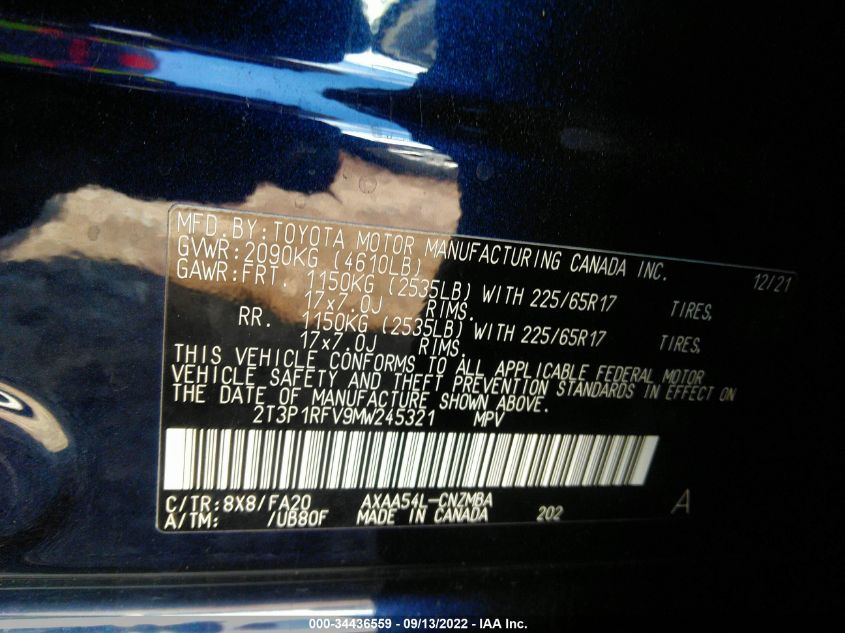 MFD.BY:TOYOTA MOTOR MANUFACTURING CANADA INC.
GVWR:2090KG (4610LB) 12/21
GAWR:FRT. 1150KG (2535LB) WITH 225/65R17 TIRES,
17x7.0J RIMS.
RR. 1150KG (2535LB) WITH 225/65R17 TIRES,
17x7.0J RIMS.
THIS VEHICLE CONFORMS TO ALL APPLICABLE FEDERAL MOTOR
VEHICLE SAFETY AND THEFT PREVENTION STANDARDS IN EFFECT ON
THE DATE OF MANUFACTURE SHOWN ABOVE.
2T3P1RFV9MW245321 MPV
C/TR:8X8/FA20 AXAA54L-CNZMBA A
A/TM: /UB80F MADE IN CANADA 202
000-34436559 - 09/13/2022 - IAA Inc.